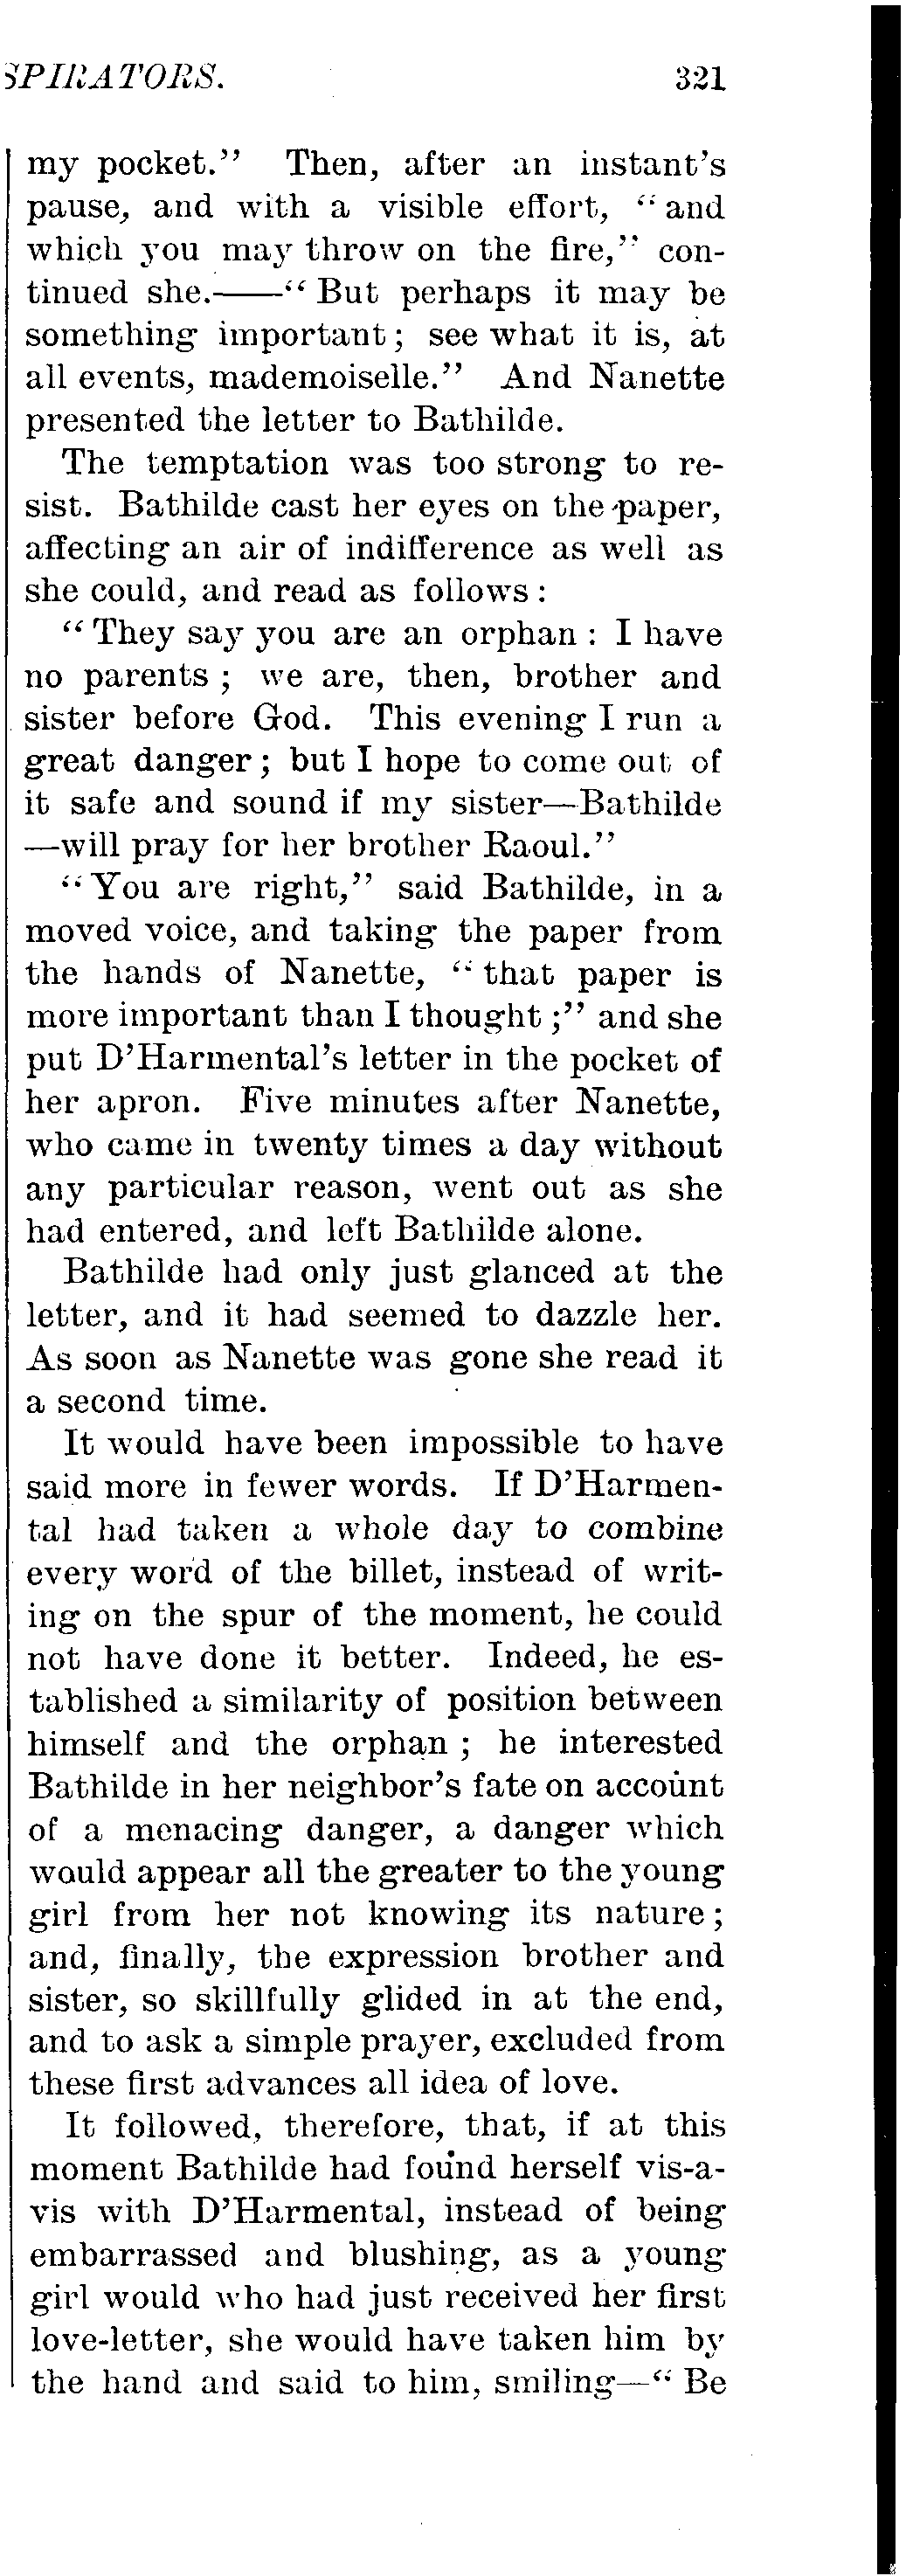 SPIRATORS. 321
my pocket." Then, after an instant's
pause, and with a visible effort, "and
which you may throw on the fire," con-
tinued she.——"But perhaps it may be
something important; see what it is, at
all events, mademoiselle." And Nanette
presented the letter to Bathilde.
The temptation was too strong to re-
sist. Bathilde cast her eyes on the paper,
affecting an air of indifference as well as
she could, and read as follows:
"They say you are an orphan: I have
no parents; we are, then, brother and
sister before God. This evening I run a
great danger; but I hope to come out of
it safe and sound if my sister—Bathilde
—will pray for her brother Raoul."
"You are right," said Bathilde, in a
moved voice, and taking the paper from
the hands of Nanette, "that paper is
more important than I thought;" and she
put D'Harmental's letter in the pocket of
her apron. Five minutes after Nanette,
who came in twenty times a day without
any particular reason, went out as she
had entered, and left Bathilde alone.
Bathilde had only just glanced at the
letter, and it had seemed to dazzle her.
As soon as Nanette was gone she read it
a second time.
It would have been impossible to have
said more in fewer words. If D'Harmen-
tal had taken a whole day to combine
every word of the billet, instead of writ-
ing on the spur of the moment, he could
not have done it better. Indeed, he es-
tablished a similarity of position between
himself and the orphan; he interested
Bathilde in her neighbor's fate on account
of a menacing danger, a danger which
would appear all the greater to the young
girl from her not knowing its nature;
and, finally, the expression brother and
sister, so skillfully glided in at the end,
and to ask a simple prayer, excluded from
these first advances all idea of love.
It followed, therefore, that, if at this
moment Bathilde had found herself vis-a-
vis with D'Harmental, instead of being
embarrassed and blushing, as a young
girl would who had just received her first
love-letter, she would have taken him by
the hand and said to him, smiling—"Be